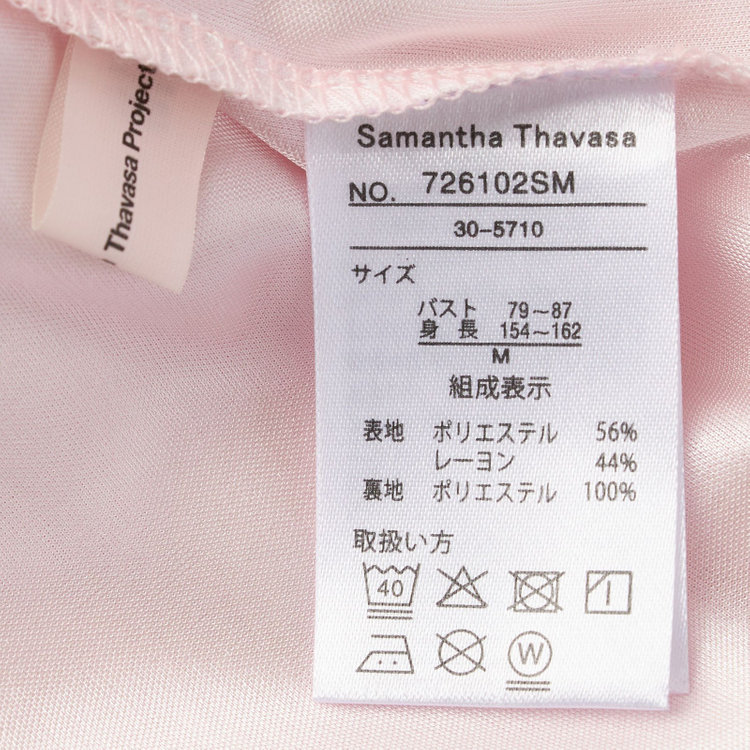 Thavasa Project
Samantha Thavasa
NO. 726102SM
30-5710
サイズ
バスト 79～87
身長 154～162
M
組成表示
表地 ポリエステル 56%
レーヨン 44%
裏地 ポリエステル 100%
取扱い方
40
W